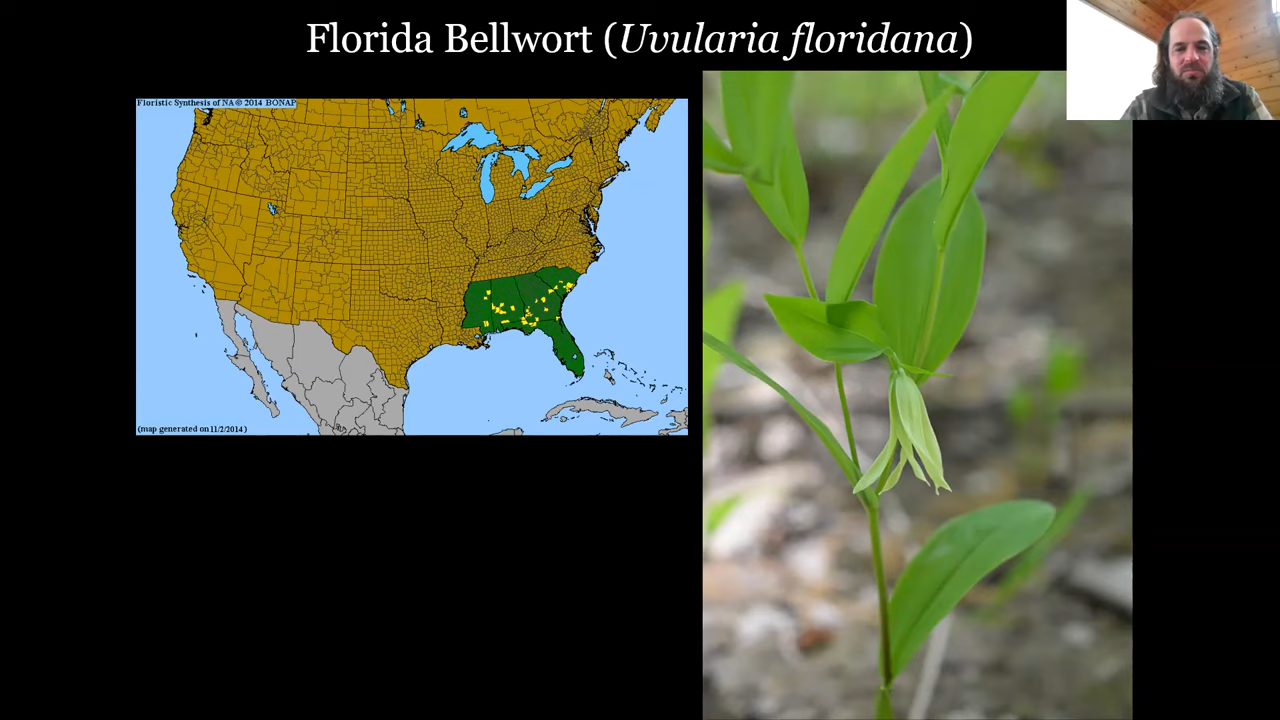 Florida Bellwort (Uvularia floridana)
Floristic Synthesis of NA © 2014 BONAP
(map generated on 11/2/2014)